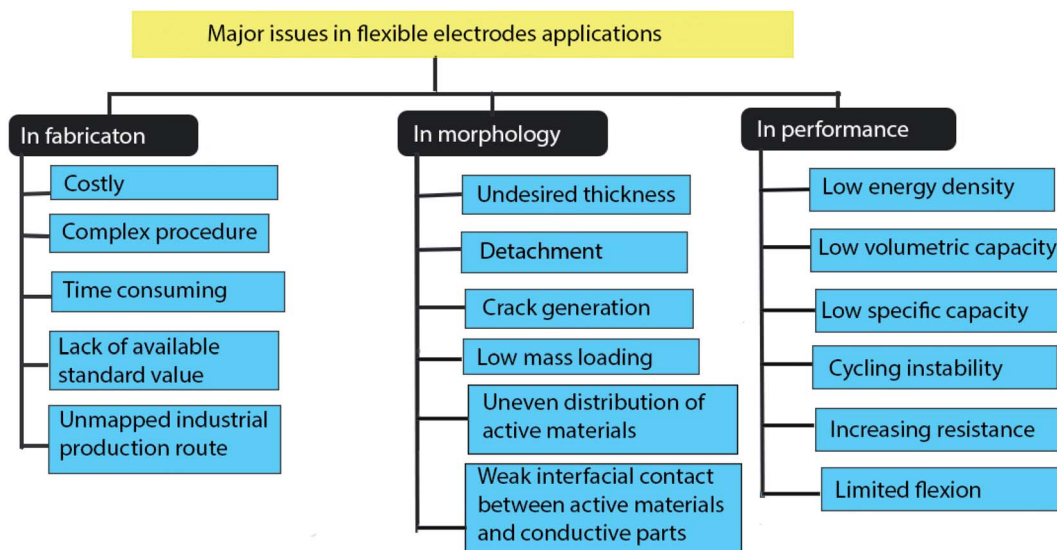 Major issues in flexible electrodes applications
In fabricaton
Costly
Complex procedure
Time consuming
Lack of available
standard value
Unmapped industrial
production route
In morphology
Undesired thickness
Detachment
Crack generation
Low mass loading
Uneven distribution of
active materials
Weak interfacial contact
between active materials
and conductive parts
In performance
Low energy density
Low volumetric capacity
Low specific capacity
Cycling instability
Increasing resistance
Limited flexion